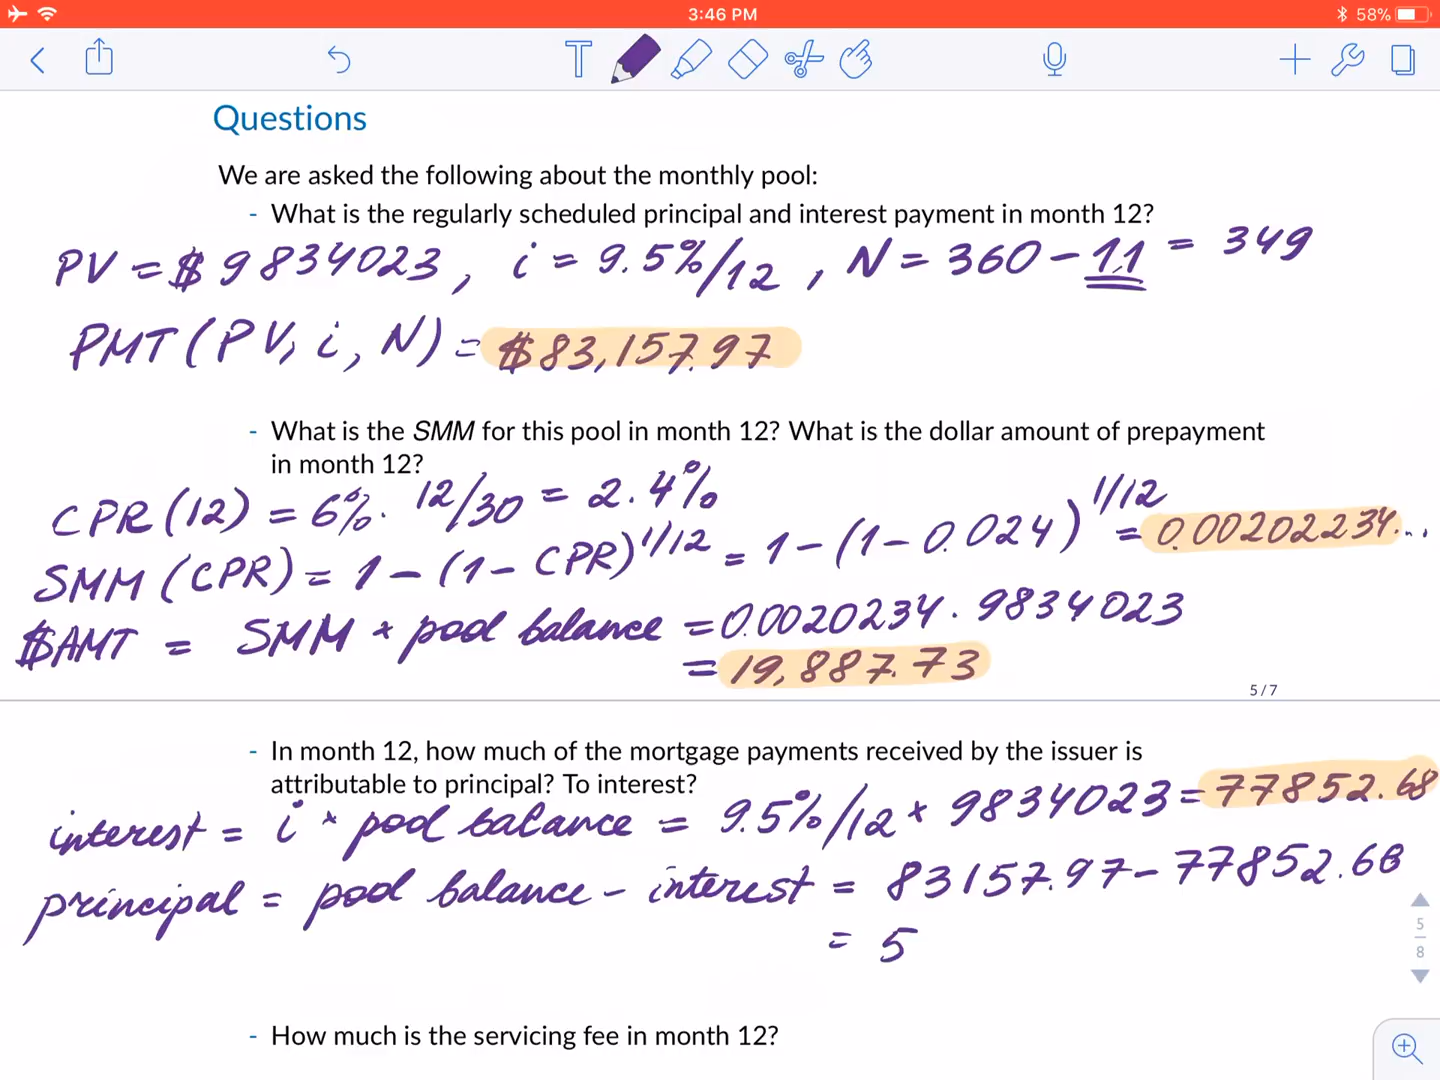 3:46 PM
58%
T
Questions
We are asked the following about the monthly pool:
- What is the regularly scheduled principal and interest payment in month 12?
PV = $9834023, i = 9.5%/12, N = 360 - 11 = 349
PMT(PV, i, N) = $83,157.97
- What is the SMM for this pool in month 12? What is the dollar amount of prepayment
in month 12?
CPR(12) = 6% · 12/30 = 2.4%
SMM(CPR) = 1 - (1 - CPR)^1/12 = 1 - (1 - 0.024)^1/12 = 0.00202234...
$AMT = SMM * pool balance = 0.0020234 · 9834023
= 19,887.73
5/7
- In month 12, how much of the mortgage payments received by the issuer is
attributable to principal? To interest?
interest = i * pool balance = 9.5%/12 * 9834023 = 77852.68
principal = pool balance - interest = 83157.97 - 77852.68
= 5
5
8
- How much is the servicing fee in month 12?